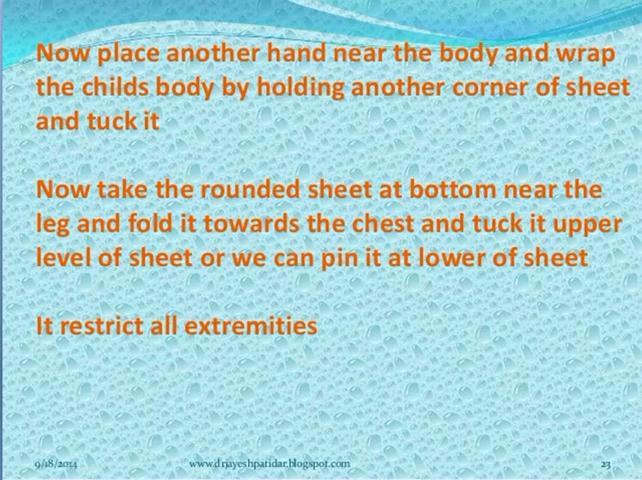 Now place another hand near the body and wrap
the childs body by holding another corner of sheet
and tuck it
Now take the rounded sheet at bottom near the
leg and fold it towards the chest and tuck it upper
level of sheet or we can pin it at lower of sheet
It restrict all extremities
9/18/2014 www.drjayeshpatidar.blogspot.com 23